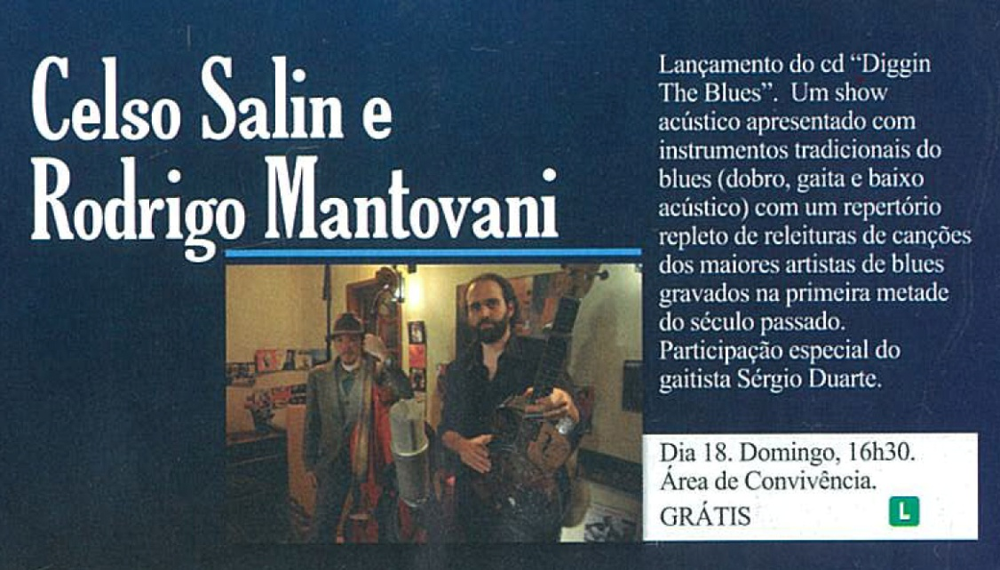 Celso Salin e
Rodrigo Mantovani
Lançamento do cd “Diggin
The Blues”. Um show
acústico apresentado com
instrumentos tradicionais do
blues (dobro, gaita e baixo
acústico) com um repertório
repleto de releituras de canções
dos maiores artistas de blues
gravados na primeira metade
do século passado.
Participação especial do
gaitista Sérgio Duarte.
Dia 18. Domingo, 16h30.
Área de Convivência.
GRÁTIS
L